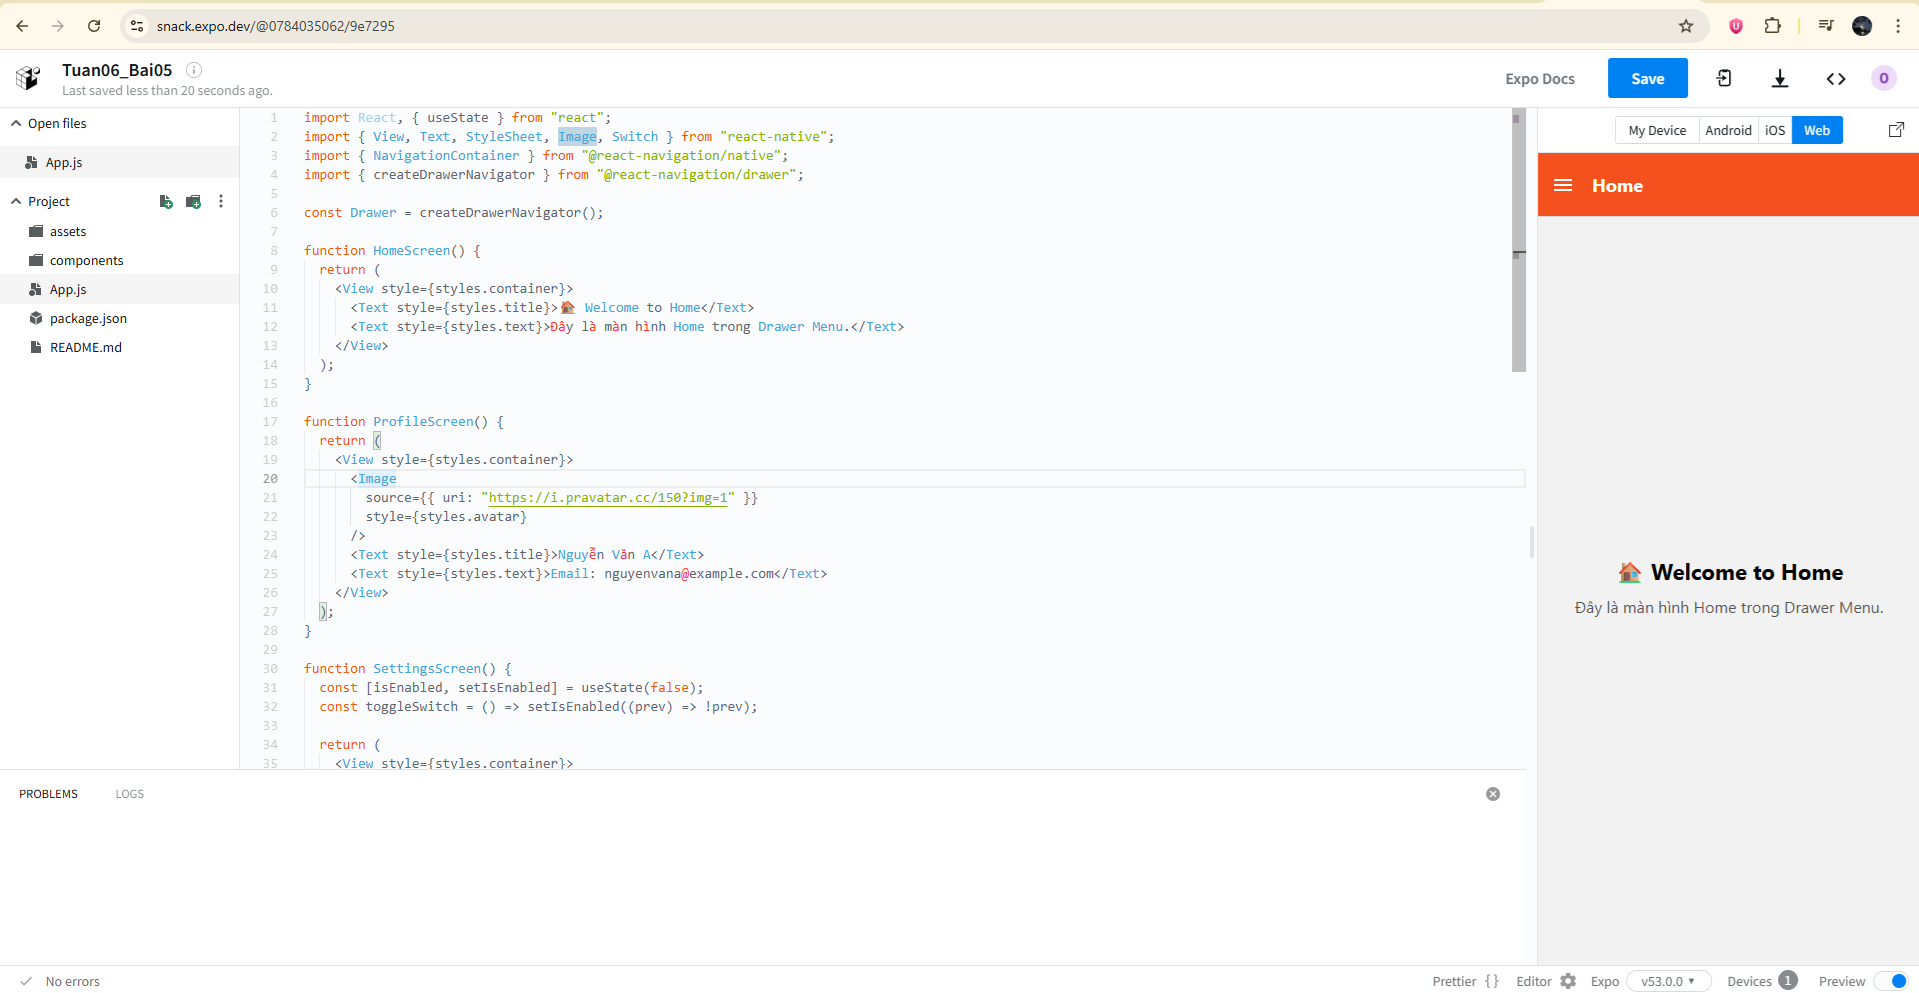 snack.expo.dev/@0784035062/9e7295
Tuan06_Bai05
Last saved less than 20 seconds ago.
Expo Docs
Save
O
Open files
App.js
Project
assets
components
App.js
package.json
README.md
1 import React, { useState } from "react";
2 import { View, Text, StyleSheet, Image, Switch } from "react-native";
3 import { NavigationContainer } from "@react-navigation/native";
4 import { createDrawerNavigator } from "@react-navigation/drawer";
5
6 const Drawer = createDrawerNavigator();
7
8 function HomeScreen() {
9 return (
10 <View style={styles.container}>
11 <Text style={styles.title}>🏠 Welcome to Home</Text>
12 <Text style={styles.text}>Đây là màn hình Home trong Drawer Menu.</Text>
13 </View>
14 );
15 }
16
17 function ProfileScreen() {
18 return (
19 <View style={styles.container}>
20 <Image
21 source={{ uri: "https://i.pravatar.cc/150?img=1" }}
22 style={styles.avatar}
23 />
24 <Text style={styles.title}>Nguyễn Văn A</Text>
25 <Text style={styles.text}>Email: nguyenvana@example.com</Text>
26 </View>
27 );
28 }
29
30 function SettingsScreen() {
31 const [isEnabled, setIsEnabled] = useState(false);
32 const toggleSwitch = () => setIsEnabled((prev) => !prev);
33
34 return (
35 <View style={styles.container}>
My Device Android iOS Web
Home
🏠 Welcome to Home
Đây là màn hình Home trong Drawer Menu.
PROBLEMS LOGS
No errors
Prettier { } Editor Expo v53.0.0 Devices 1 Preview